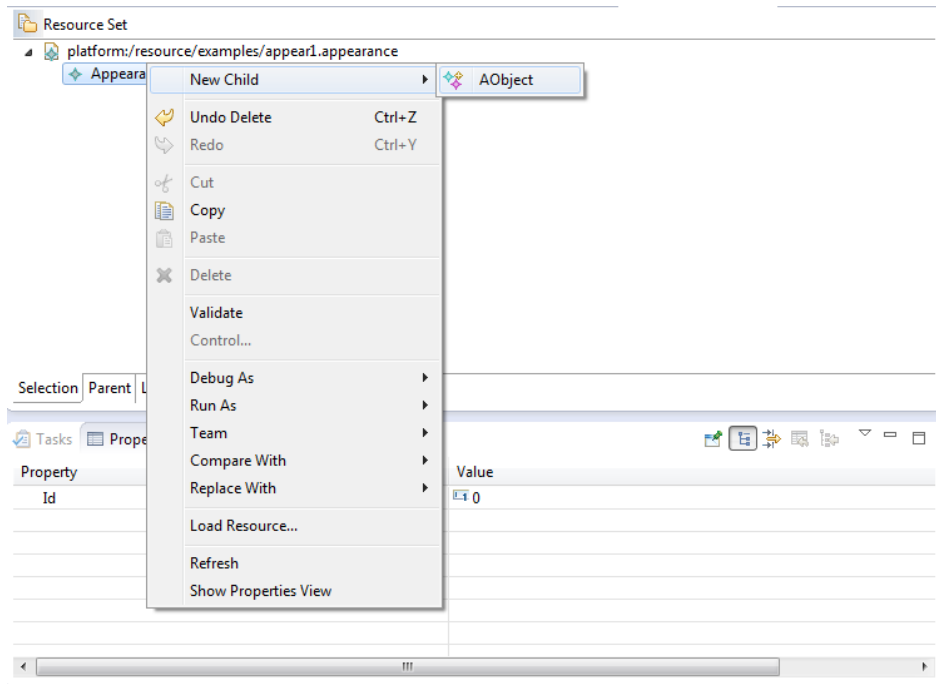 Resource Set
platform:/resource/examples/appear1.appearance
Appeara
New Child
AObject
Undo Delete Ctrl+Z
Redo Ctrl+Y
Cut
Copy
Paste
Delete
Validate
Control...
Debug As
Run As
Team
Compare With
Replace With
Load Resource...
Refresh
Show Properties View
Selection Parent L
Tasks Prope
Property Value
Id 0